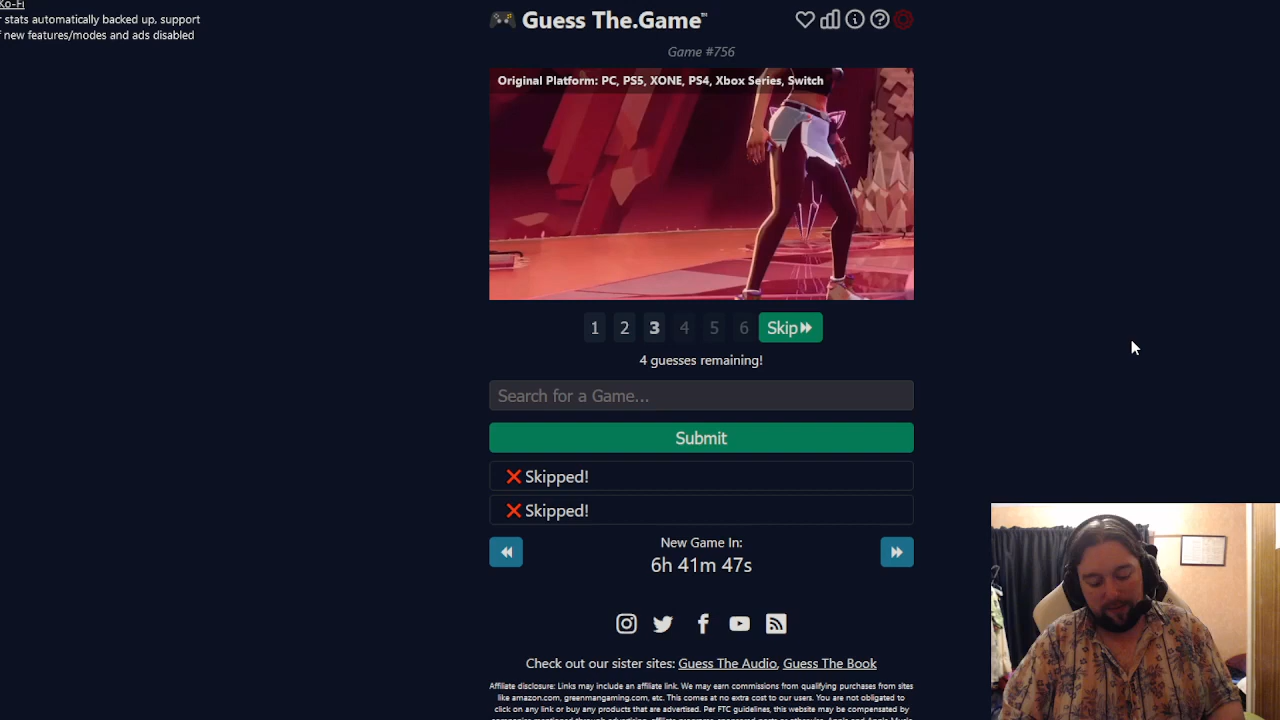 Ko-Fi
stats automatically backed up, support
f new features/modes and ads disabled
Guess The.Game™
Game #756
Original Platform: PC, PS5, XONE, PS4, Xbox Series, Switch
1 2 3 4 5 6 Skip
4 guesses remaining!
Search for a Game...
Submit
Skipped!
Skipped!
New Game In:
6h 41m 47s
Check out our sister sites: Guess The Audio, Guess The Book
Affiliate disclosure: Links may include an affiliate link. We may earn commissions from qualifying purchases from sites
like amazon.com, greenmangaming.com, etc. This comes at no extra cost to our users. You are not obligated to
click on any link or buy any products that are advertised. Per FTC guidelines, this website may be compensated by